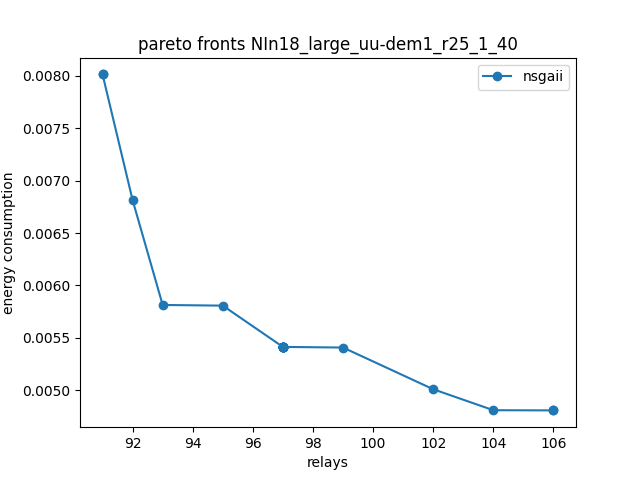 pareto fronts NIn18_large_uu-dem1_r25_1_40
nsgaii
0.0080
0.0075
0.0070
0.0065
0.0060
0.0055
0.0050
energy consumption
92 94 96 98 100 102 104 106
relays